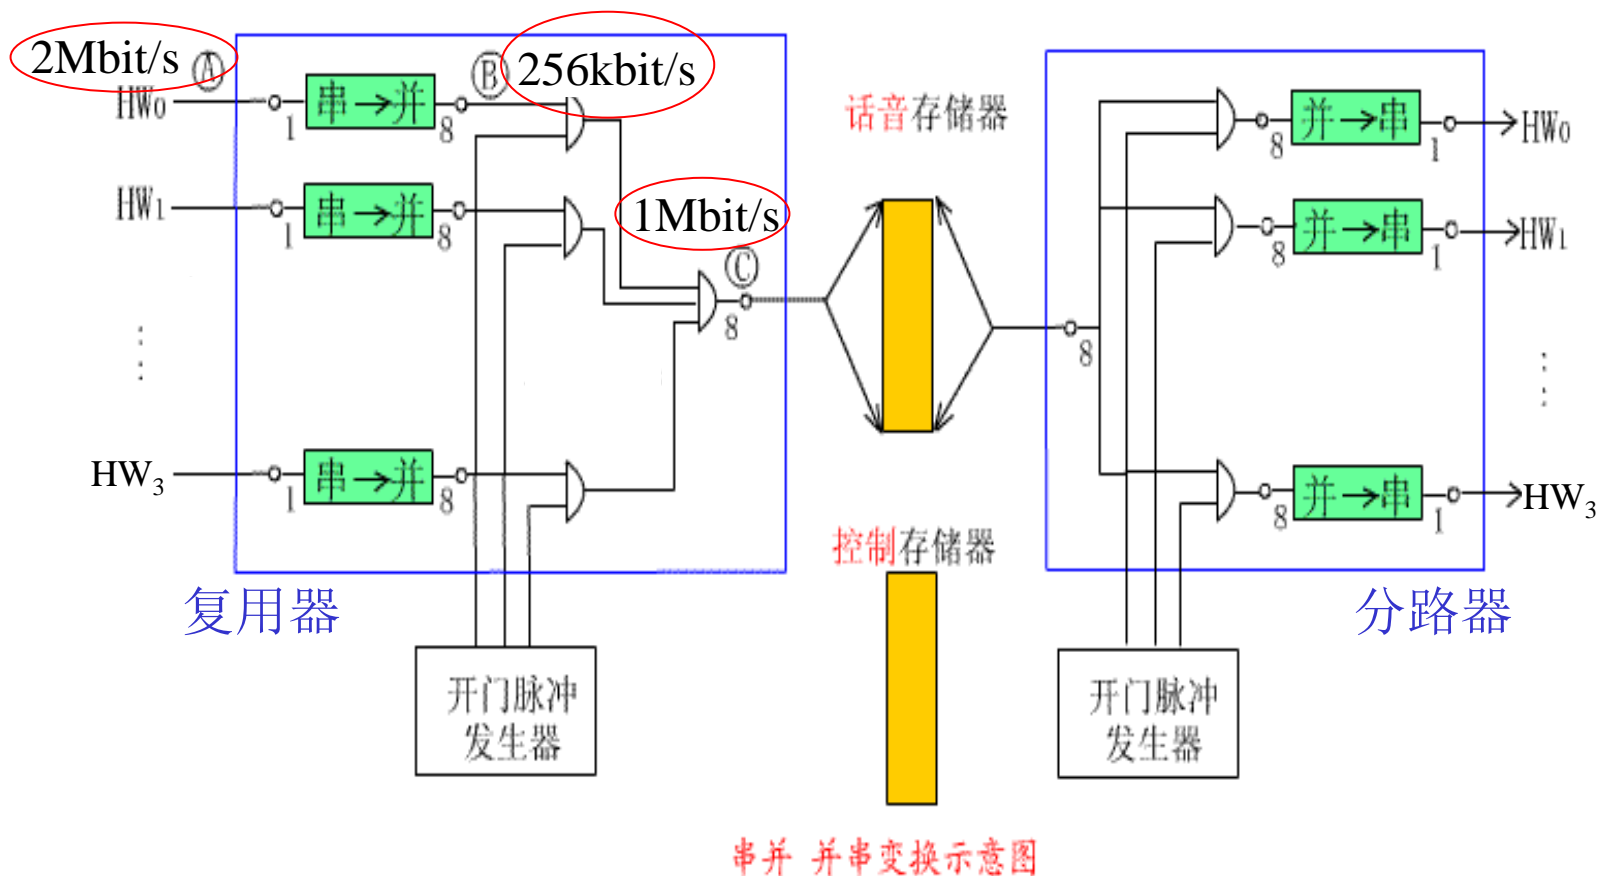 2Mbit/s
Ⓐ
HW0
1
串→并
8
Ⓑ
256kbit/s
HW1
1
串→并
8
1Mbit/s
Ⓒ
8
⋮
HW3
1
串→并
8
复用器
开门脉冲
发生器
话音存储器
控制存储器
8
8
并→串
1
HW0
8
并→串
1
HW1
⋮
8
并→串
1
HW3
分路器
开门脉冲
发生器
串并 并串变换示意图